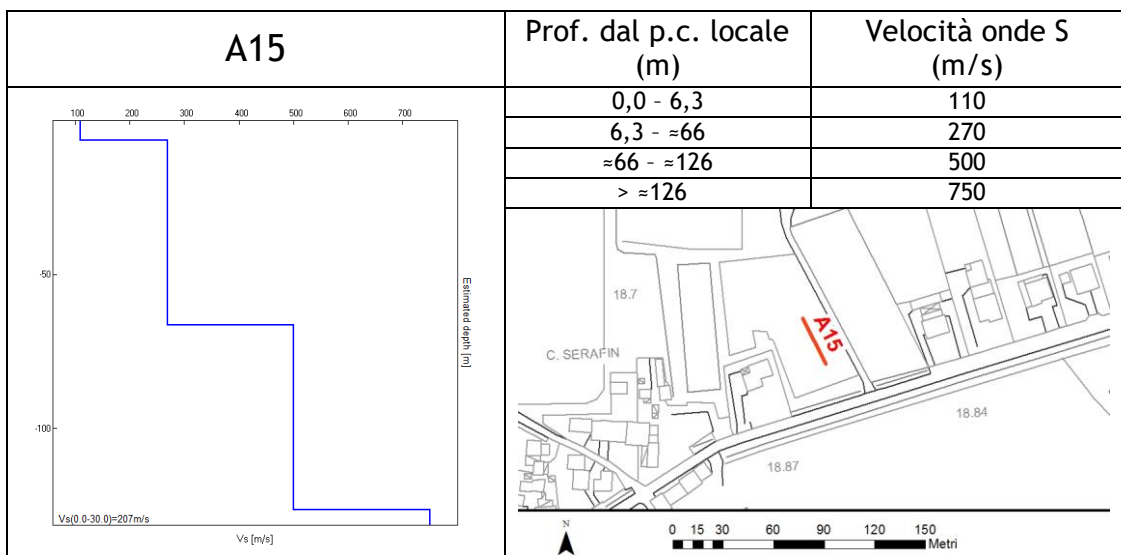 A15
Prof. dal p.c. locale
(m)
Velocità onde S
(m/s)
0,0 – 6,3
110
6,3 – ≈66
270
≈66 – ≈126
500
> ≈126
750
100 200 300 400 500 600 700
-50
-100
Estimated depth [m]
Vs(0.0-30.0)=207m/s
Vs [m/s]
18.7
A15
C. SERAFIN
18.84
18.87
N
0 15 30 60 90 120 150
Metri